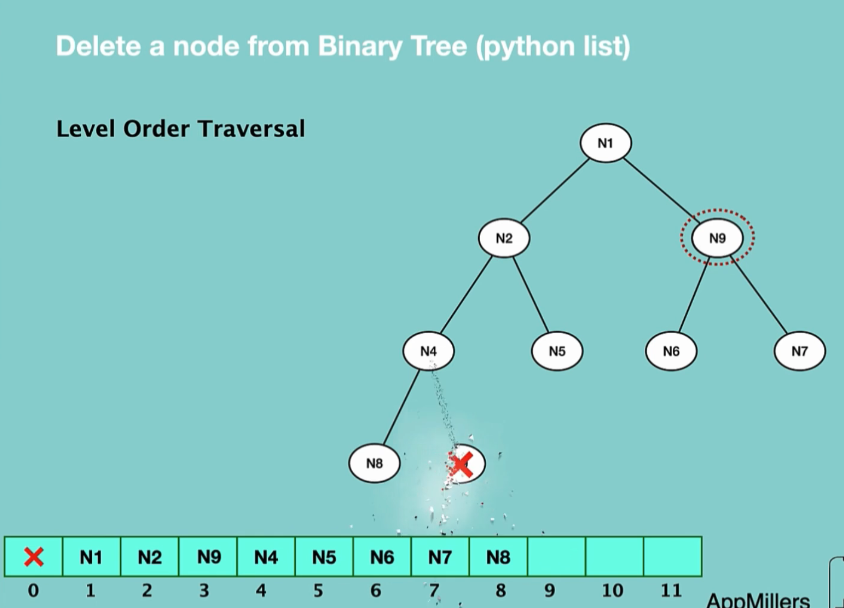 Delete a node from Binary Tree (python list)
Level Order Traversal
N1
N2 N9
N4 N5 N6 N7
N8
N1 N2 N9 N4 N5 N6 N7 N8
0 1 2 3 4 5 6 7 8 9 10 11
AppMillers